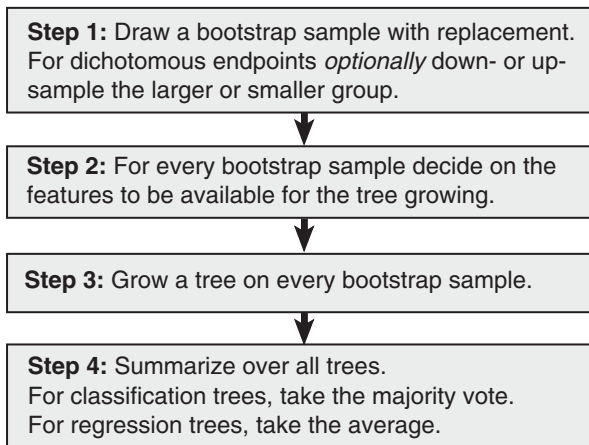 Step 1: Draw a bootstrap sample with replacement.
For dichotomous endpoints optionally down- or up-
sample the larger or smaller group.
Step 2: For every bootstrap sample decide on the
features to be available for the tree growing.
Step 3: Grow a tree on every bootstrap sample.
Step 4: Summarize over all trees.
For classification trees, take the majority vote.
For regression trees, take the average.